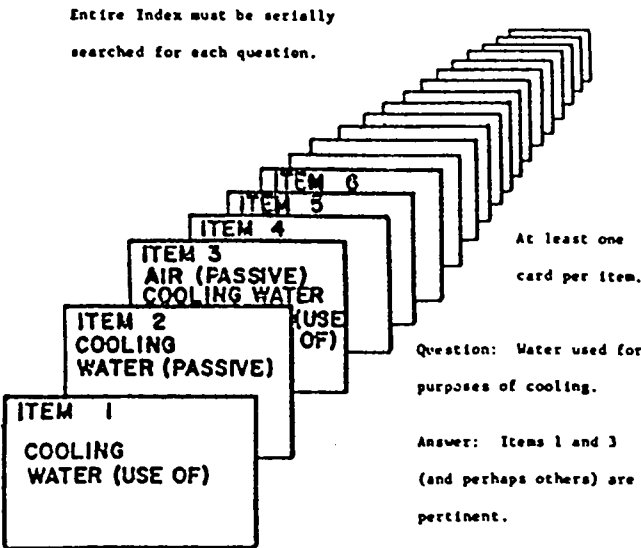 Entire Index must be serially
searched for each question.
ITEM 6
ITEM 5
ITEM 4
ITEM 3
AIR (PASSIVE)
COOLING WATER
(USE
OF)
ITEM 2
COOLING
WATER (PASSIVE)
ITEM 1
COOLING
WATER (USE OF)
At least one
card per item.
Question: Water used for
purposes of cooling.
Answer: Items 1 and 3
(and perhaps others) are
pertinent.